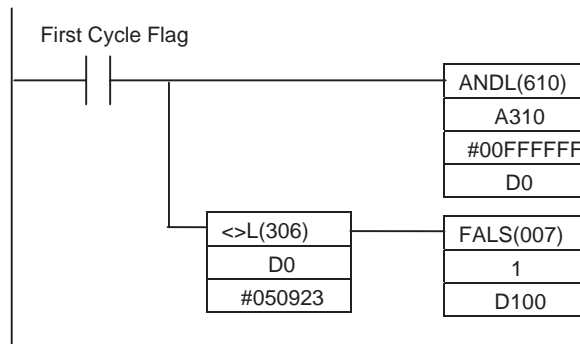 First Cycle Flag
ANDL(610)
A310
#00FFFFFF
D0
<>L(306)
D0
#050923
FALS(007)
1
D100